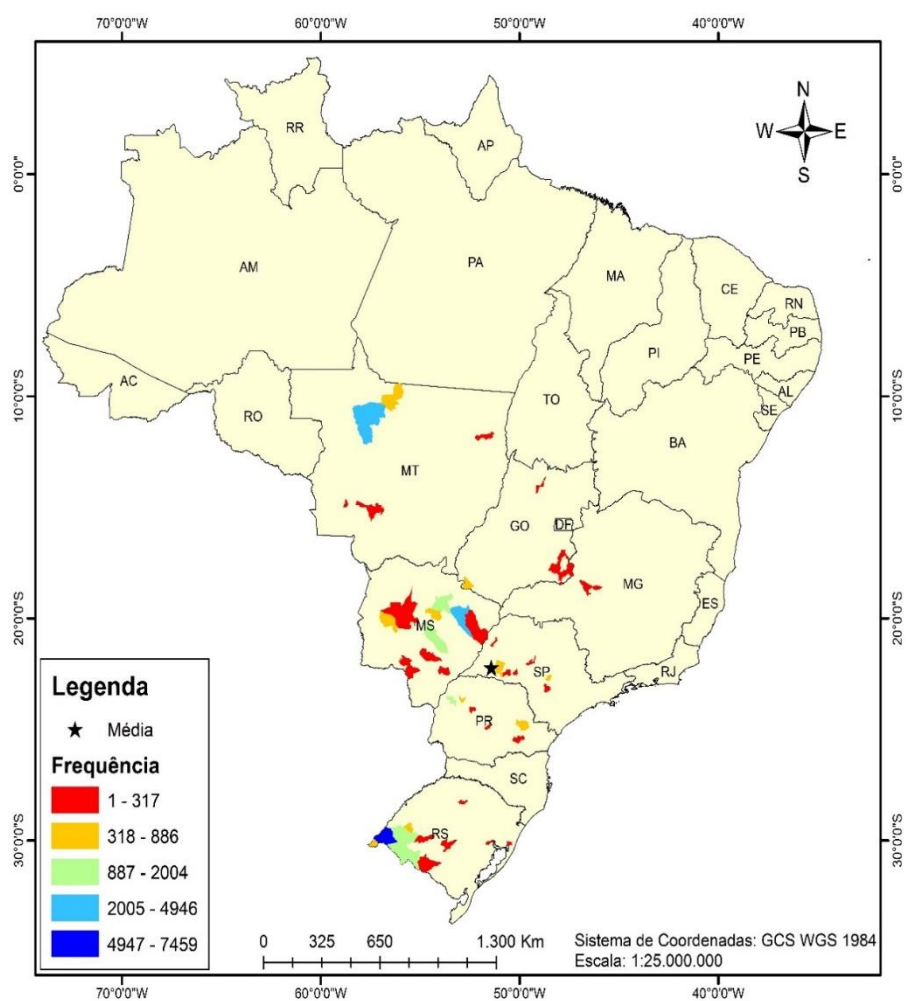 70°0'0"W 60°0'0"W 50°0'0"W 40°0'0"W
N
W E
S
RR
AP
0°0'0"
0°0'0"
AM
PA
MA
CE
RN
PB
PI
PE
AC
AL
SE
10°0'0"S
10°0'0"S
RO
TO
BA
MT
GO
DF
MG
ES
20°0'0"S
20°0'0"S
MS
SP
RJ
PR
SC
RS
30°0'0"S
30°0'0"S
Legenda
Média
Frequência
1 - 317
318 - 886
887 - 2004
2005 - 4946
4947 - 7459
0 325 650 1.300 Km
Sistema de Coordenadas: GCS WGS 1984
Escala: 1:25.000.000
70°0'0"W 60°0'0"W 50°0'0"W 40°0'0"W